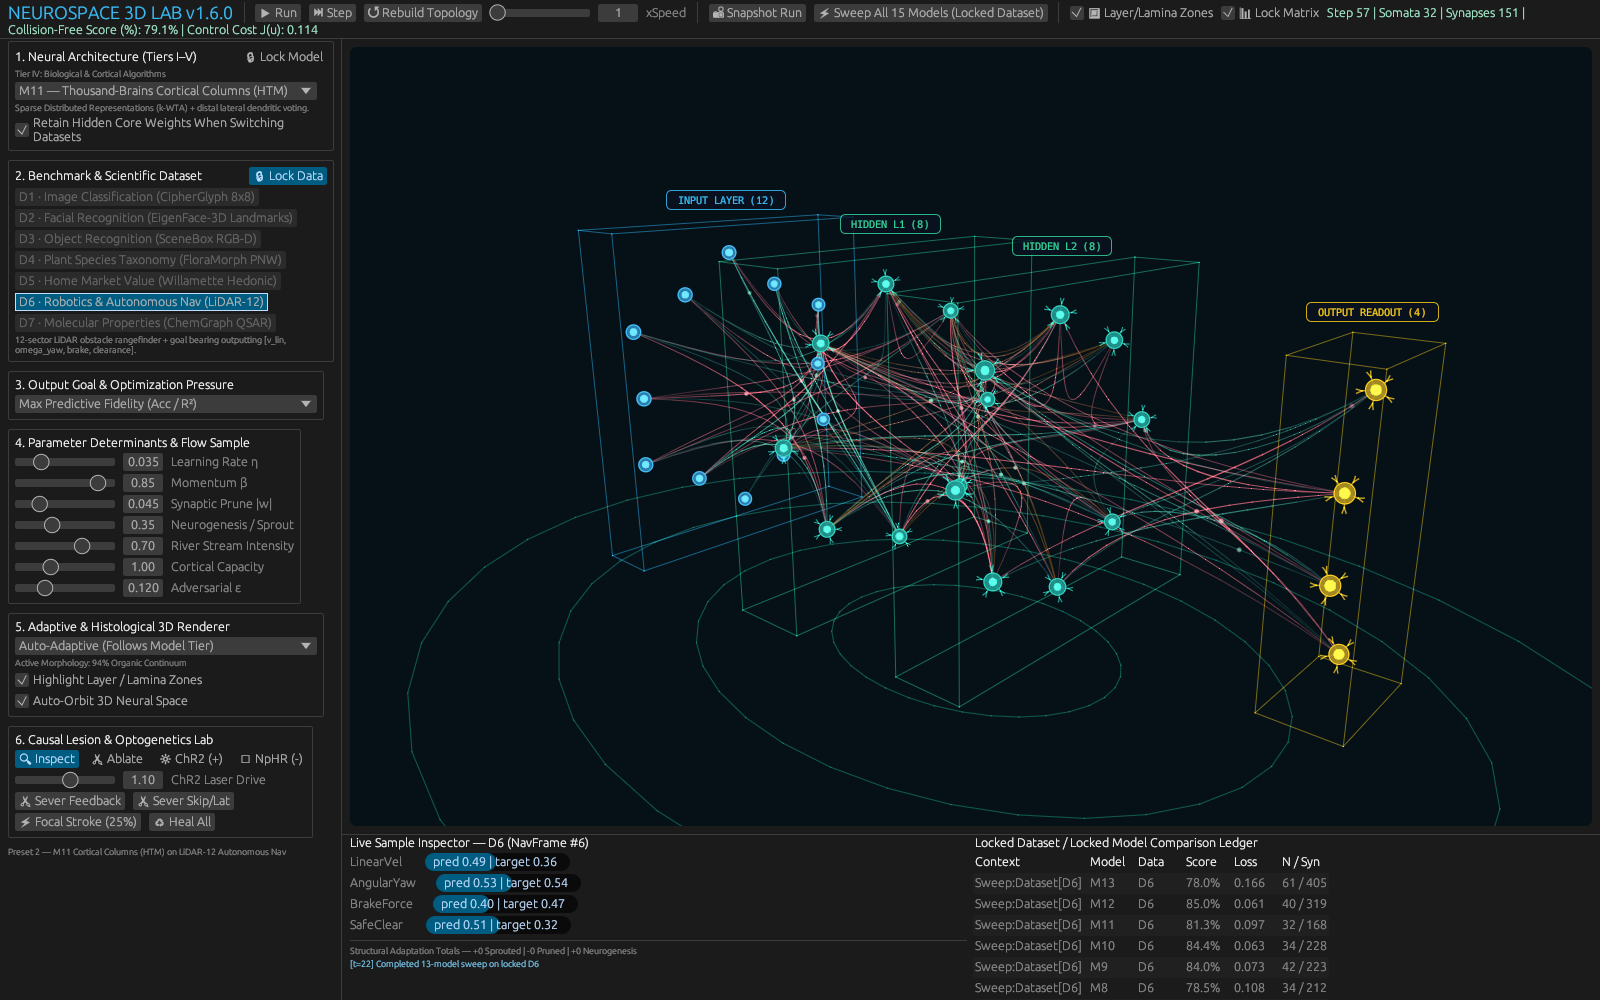 NEUROSPACE 3D LAB v1.6.0 Run Step Rebuild Topology 1 xSpeed Snapshot Run Sweep All 15 Models (Locked Dataset) Layer/Lamina Zones Lock Matrix Step 57 | Somata 32 | Synapses 151 |
Collision-Free Score (%): 79.1% | Control Cost J(u): 0.114
1. Neural Architecture (Tiers I–V) Lock Model
Tier IV: Biological & Cortical Algorithms
M11 — Thousand-Brains Cortical Columns (HTM)
Sparse Distributed Representations (k-WTA) + distal lateral dendritic voting.
Retain Hidden Core Weights When Switching
Datasets
2. Benchmark & Scientific Dataset Lock Data
D1 · Image Classification (CipherGlyph 8x8)
D2 · Facial Recognition (EigenFace-3D Landmarks)
D3 · Object Recognition (SceneBox RGB-D)
D4 · Plant Species Taxonomy (FloraMorph PNW)
D5 · Home Market Value (Willamette Hedonic)
D6 · Robotics & Autonomous Nav (LiDAR-12)
D7 · Molecular Properties (ChemGraph QSAR)
12-sector LiDAR obstacle rangefinder + goal bearing outputting [v_lin,
omega_yaw, brake, clearance].
3. Output Goal & Optimization Pressure
Max Predictive Fidelity (Acc / R²)
4. Parameter Determinants & Flow Sample
0.035 Learning Rate η
0.85 Momentum β
0.045 Synaptic Prune |w|
0.35 Neurogenesis / Sprout
0.70 River Stream Intensity
1.00 Cortical Capacity
0.120 Adversarial ε
5. Adaptive & Histological 3D Renderer
Auto-Adaptive (Follows Model Tier)
Active Morphology: 94% Organic Continuum
Highlight Layer / Lamina Zones
Auto-Orbit 3D Neural Space
6. Causal Lesion & Optogenetics Lab
Inspect Ablate ChR2 (+) NpHR (-)
1.10 ChR2 Laser Drive
Sever Feedback Sever Skip/Lat
Focal Stroke (25%) Heal All
Preset 2 — M11 Cortical Columns (HTM) on LiDAR-12 Autonomous Nav
INPUT LAYER (12)
HIDDEN L1 (8)
HIDDEN L2 (8)
OUTPUT READOUT (4)
Live Sample Inspector — D6 (NavFrame #6)
LinearVel pred 0.49 | target 0.36
AngularYaw pred 0.53 | target 0.54
BrakeForce pred 0.40 | target 0.47
SafeClear pred 0.51 | target 0.32
Structural Adaptation Totals — +0 Sprouted | -0 Pruned | +0 Neurogenesis
[t=22] Completed 13-model sweep on locked D6
Locked Dataset / Locked Model Comparison Ledger
Context Model Data Score Loss N / Syn
Sweep:Dataset[D6] M13 D6 78.0% 0.166 61 / 405
Sweep:Dataset[D6] M12 D6 85.0% 0.061 40 / 319
Sweep:Dataset[D6] M11 D6 81.3% 0.097 32 / 168
Sweep:Dataset[D6] M10 D6 84.4% 0.063 34 / 228
Sweep:Dataset[D6] M9 D6 84.0% 0.073 42 / 223
Sweep:Dataset[D6] M8 D6 78.5% 0.108 34 / 212